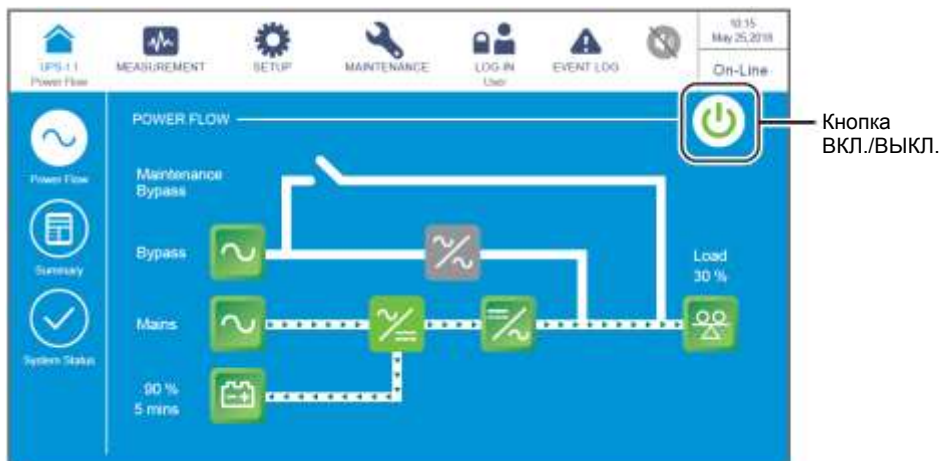 UPS-1.1
Power Flow
MEASUREMENT
SETUP
MAINTENANCE
LOG IN
User
EVENT LOG
10:15
May 25,2018
On-Line
Power Flow
Summary
System Status
POWER FLOW
Maintenance
Bypass
Bypass
Mains
90 %
5 mins
Load
30 %
Кнопка
ВКЛ./ВЫКЛ.